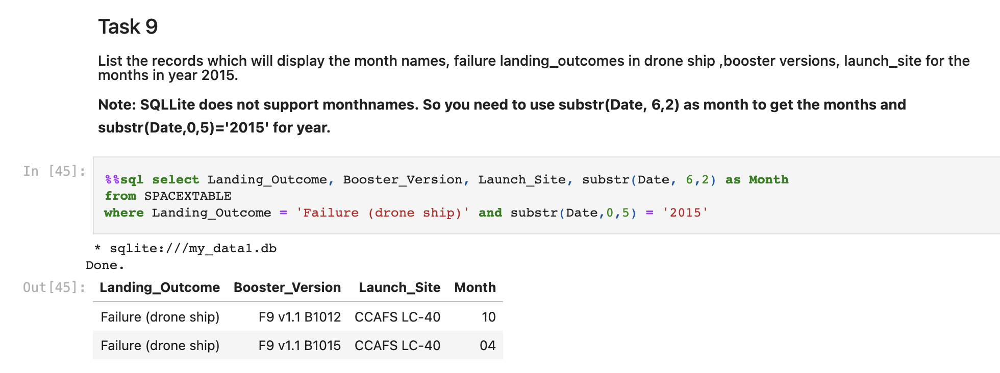 Task 9
List the records which will display the month names, failure landing_outcomes in drone ship ,booster versions, launch_site for the
months in year 2015.
Note: SQLLite does not support monthnames. So you need to use substr(Date, 6,2) as month to get the months and
substr(Date,0,5)='2015' for year.
In [45]:
%%sql select Landing_Outcome, Booster_Version, Launch_Site, substr(Date, 6,2) as Month
from SPACEXTABLE
where Landing_Outcome = 'Failure (drone ship)' and substr(Date,0,5) = '2015'
* sqlite:///my_data1.db
Done.
Out[45]:
Landing_Outcome Booster_Version Launch_Site Month
Failure (drone ship) F9 v1.1 B1012 CCAFS LC-40 10
Failure (drone ship) F9 v1.1 B1015 CCAFS LC-40 04